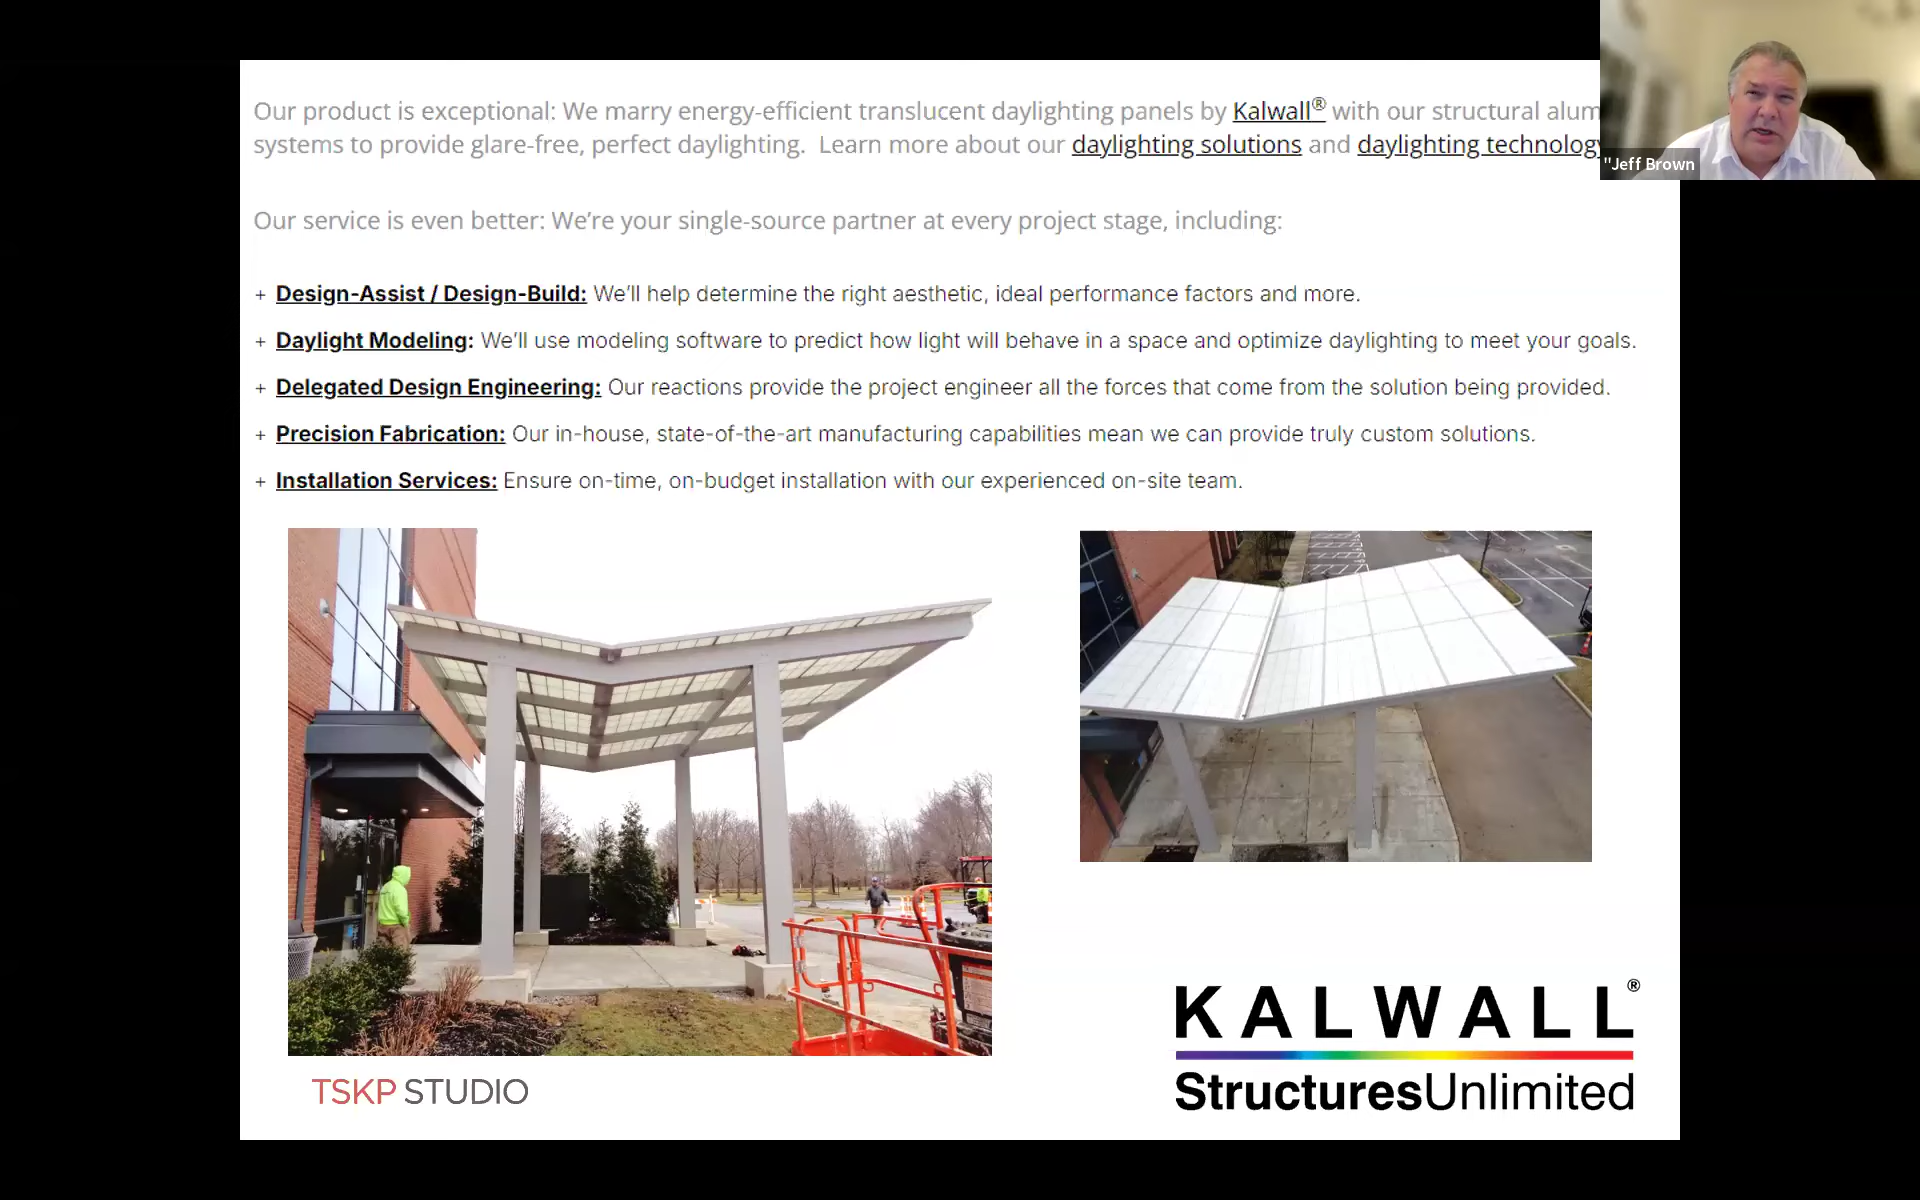 Our product is exceptional: We marry energy-efficient translucent daylighting panels by Kalwall® with our structural alum
systems to provide glare-free, perfect daylighting. Learn more about our daylighting solutions and daylighting technology
"Jeff Brown
Our service is even better: We’re your single-source partner at every project stage, including:
+ Design-Assist / Design-Build: We’ll help determine the right aesthetic, ideal performance factors and more.
+ Daylight Modeling: We’ll use modeling software to predict how light will behave in a space and optimize daylighting to meet your goals.
+ Delegated Design Engineering: Our reactions provide the project engineer all the forces that come from the solution being provided.
+ Precision Fabrication: Our in-house, state-of-the-art manufacturing capabilities mean we can provide truly custom solutions.
+ Installation Services: Ensure on-time, on-budget installation with our experienced on-site team.
TSKP STUDIO
KALWALL®
StructuresUnlimited